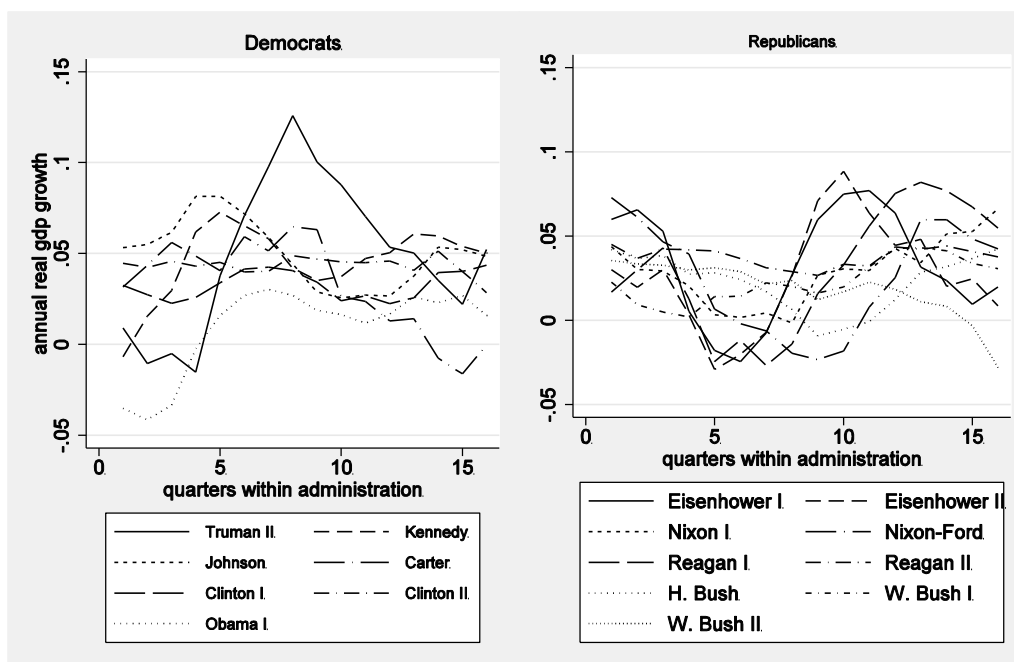 Democrats
Republicans
annual real gdp growth
.15
.1
.05
0
-.05
0
5
10
15
quarters within administration
.15
.1
.05
0
-.05
0
5
10
15
quarters within administration
Truman II
Kennedy
Johnson
Carter
Clinton I
Clinton II
Obama I
Eisenhower I
Eisenhower II
Nixon I
Nixon-Ford
Reagan I
Reagan II
H. Bush
W. Bush I
W. Bush II